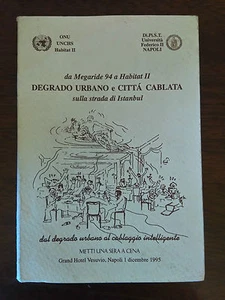 ONU
UNCHS
Habitat II
Di.Pi.S.T.
Università
Federico II
NAPOLI
da Megaride 94 a Habitat II
DEGRADO URBANO e CITTÀ CABLATA
sulla strada di Istanbul
dal degrado urbano al cablaggio intelligente
METTI UNA SERA A CENA
Grand Hotel Vesuvio, Napoli 1 dicembre 1995